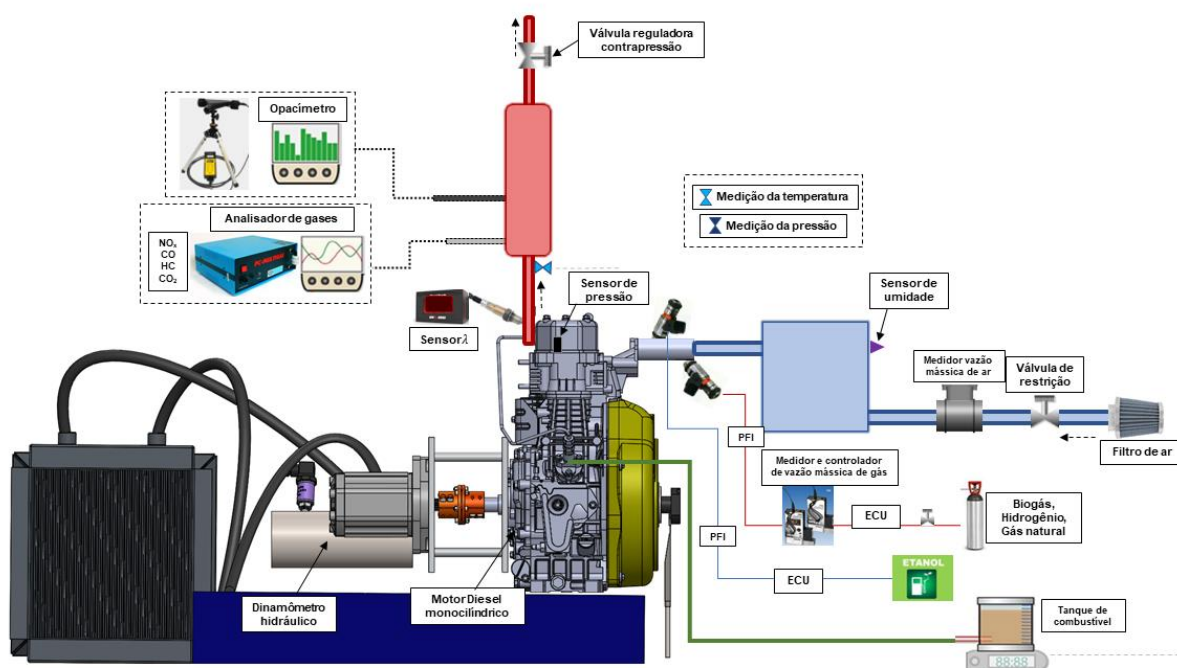 Válvula reguladora
contrapressão
Opacímetro
Analisador de gases
NOₓ
CO
HC
CO₂
Medição da temperatura
Medição da pressão
Sensor de
pressão
Sensor λ
Sensor de
umidade
Medidor vazão
mássica de ar
Válvula de
restrição
Filtro de ar
PFI
Medidor e controlador
de vazão mássica de gás
ECU
Biogás,
Hidrogênio,
Gás natural
PFI
ECU
ETANOL
Dinamômetro
hidráulico
Motor Diesel
monocilíndrico
Tanque de
combustível
88:88